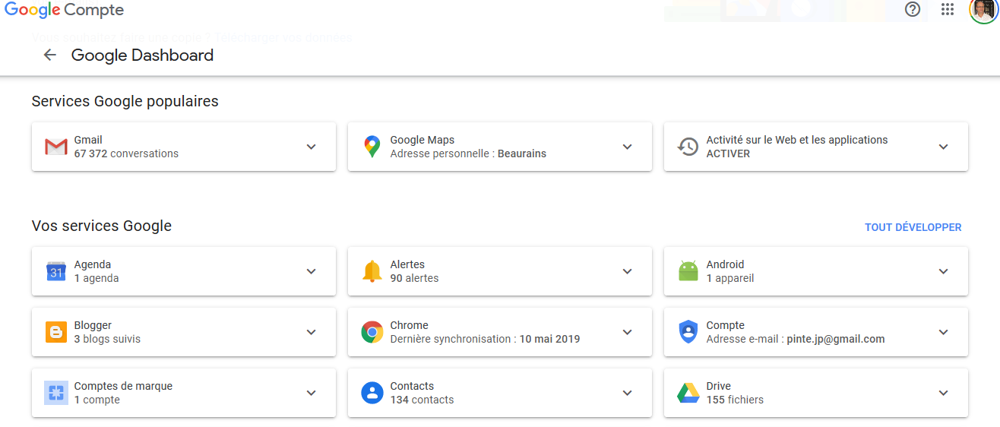 Google Compte
Vous souhaitez faire une copie ? Télécharger vos données
Google Dashboard
Services Google populaires
Gmail
67 372 conversations
Google Maps
Adresse personnelle : Beaurains
Activité sur le Web et les applications
ACTIVER
Vos services Google
TOUT DÉVELOPPER
31
Agenda
1 agenda
Alertes
90 alertes
Android
1 appareil
Blogger
3 blogs suivis
Chrome
Dernière synchronisation : 10 mai 2019
Compte
Adresse e-mail : pinte.jp@gmail.com
Comptes de marque
1 compte
Contacts
134 contacts
Drive
155 fichiers